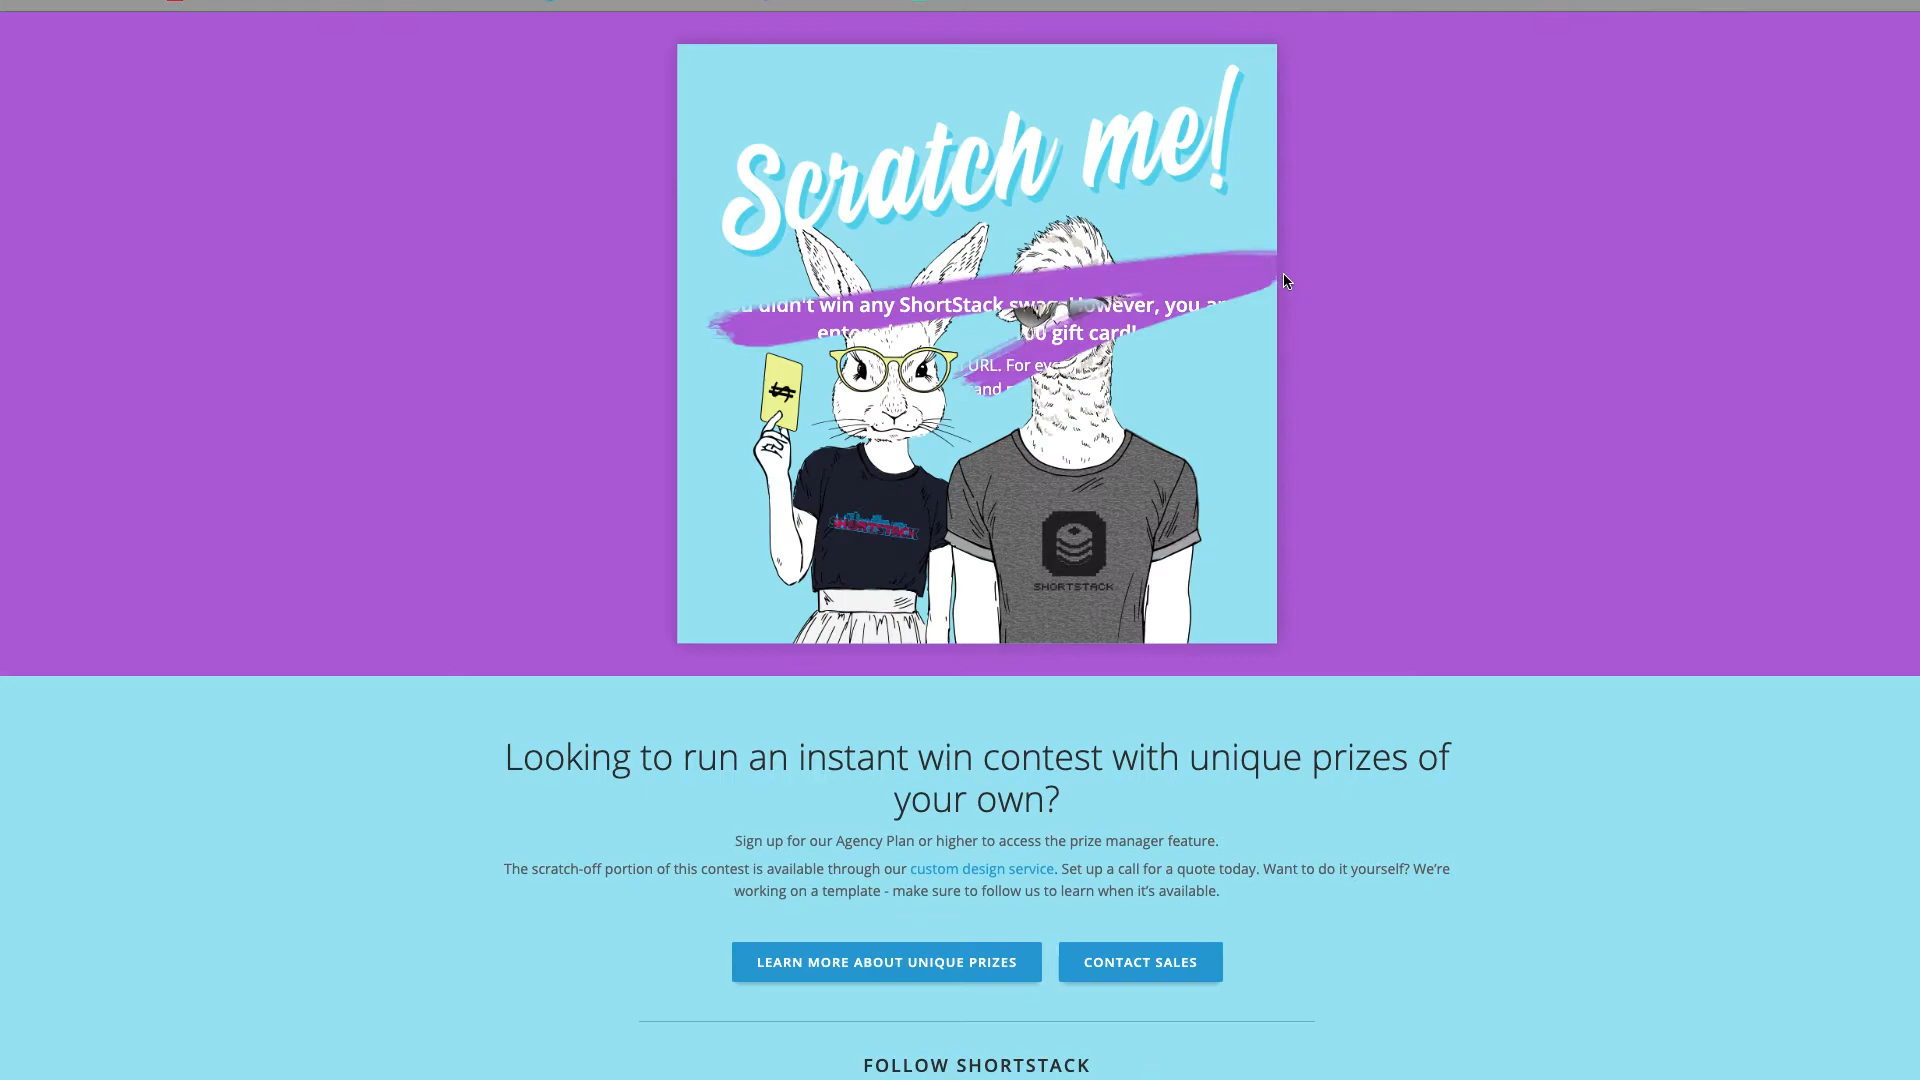 Scratch me!
didn't win any ShortStack swag. However, you
gift card!
URL. For
and
$
SHORTSTACK
SHORTSTACK
Looking to run an instant win contest with unique prizes of
your own?
Sign up for our Agency Plan or higher to access the prize manager feature.
The scratch-off portion of this contest is available through our custom design service. Set up a call for a quote today. Want to do it yourself? We’re
working on a template - make sure to follow us to learn when it’s available.
LEARN MORE ABOUT UNIQUE PRIZES
CONTACT SALES
FOLLOW SHORTSTACK